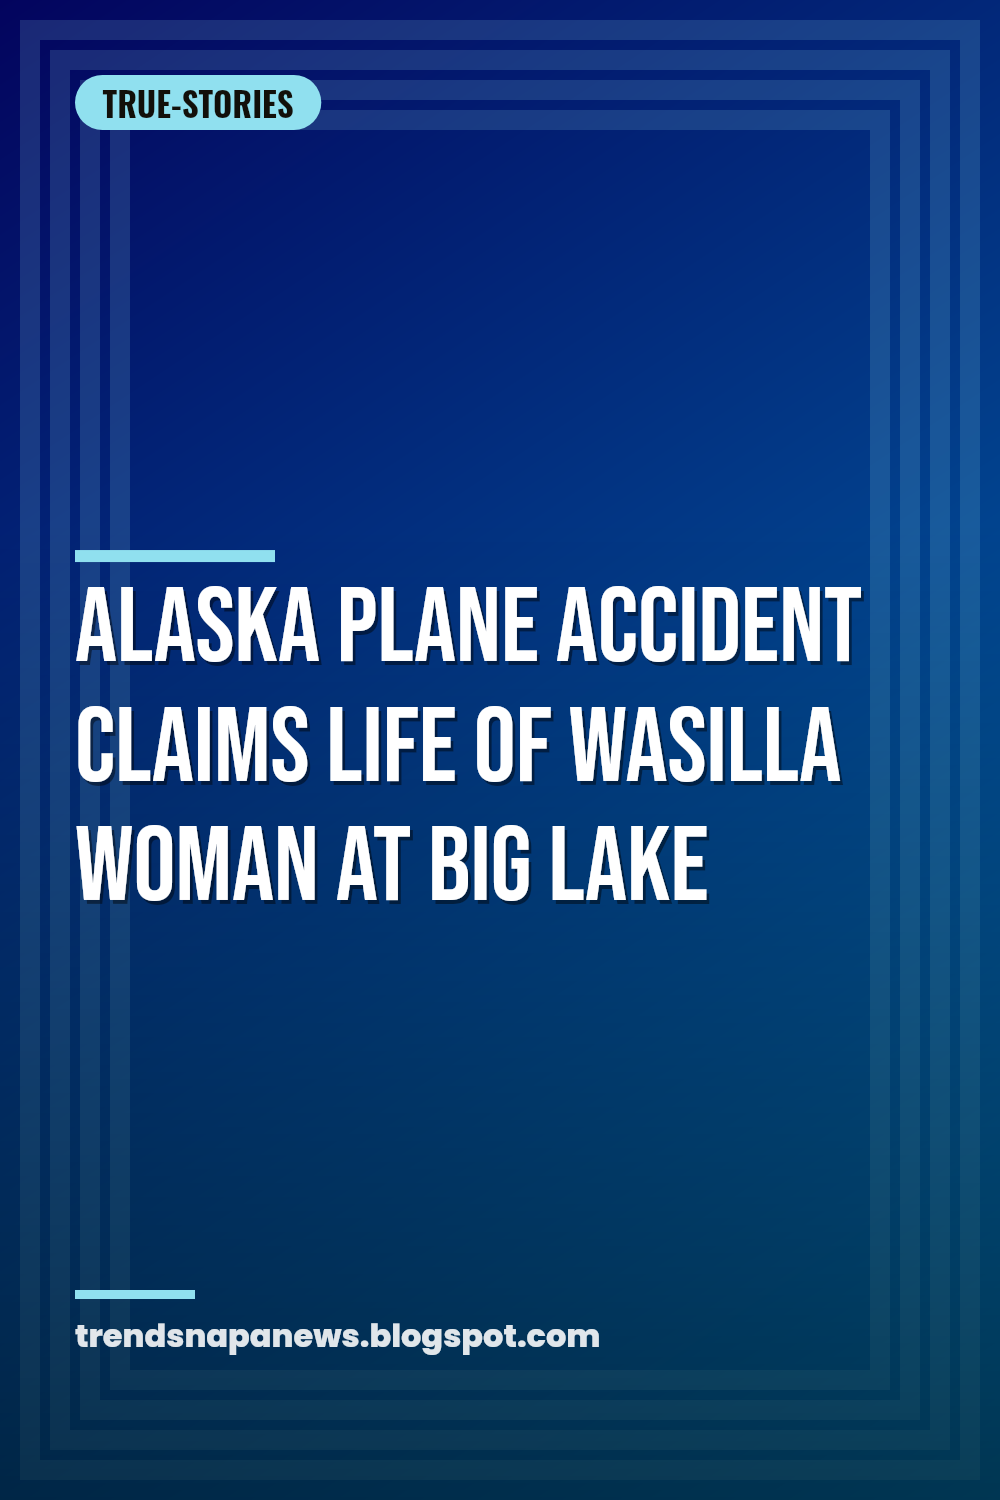 TRUE-STORIES
ALASKA PLANE ACCIDENT
CLAIMS LIFE OF WASILLA
WOMAN AT BIG LAKE
trendsnapanews.blogspot.com